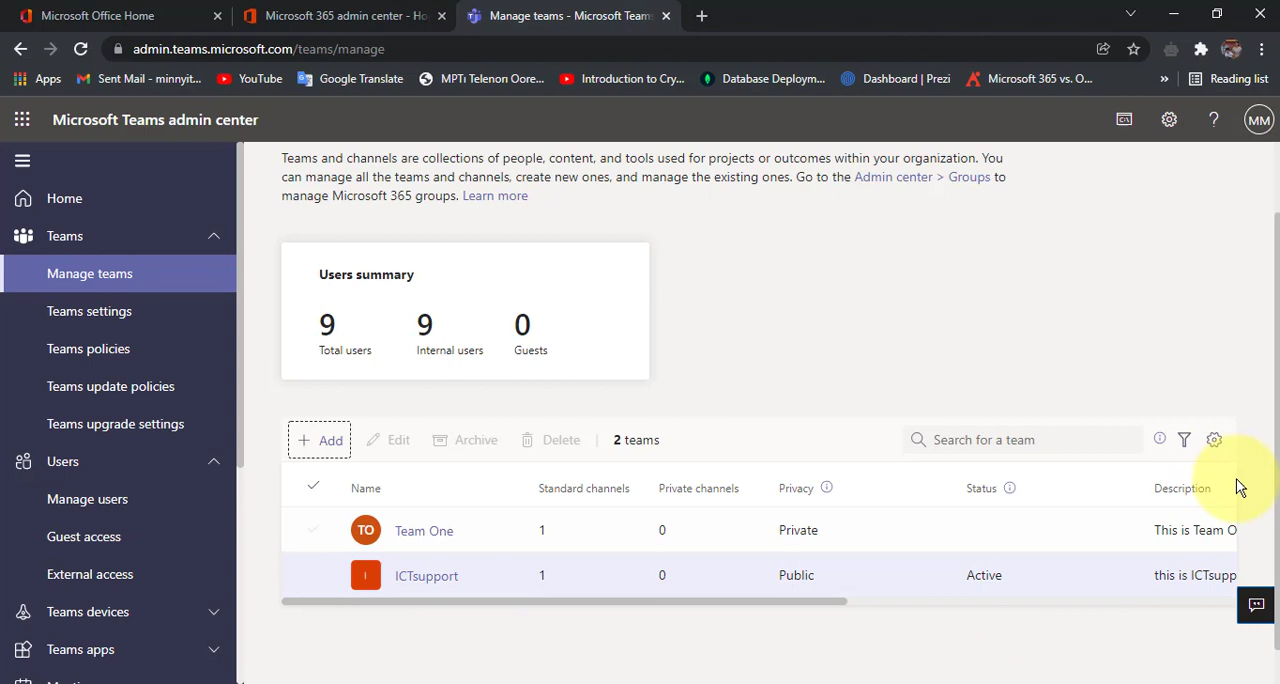 Microsoft Office Home
Microsoft 365 admin center - Ho
Manage teams - Microsoft Teams
admin.teams.microsoft.com/teams/manage
Apps
Sent Mail - minnyit...
YouTube
Google Translate
MPTi Telenon Oore...
Introduction to Cry...
Database Deploym...
Dashboard | Prezi
Microsoft 365 vs. O...
»
Reading list
Microsoft Teams admin center
?
MM
Teams and channels are collections of people, content, and tools used for projects or outcomes within your organization. You
can manage all the teams and channels, create new ones, and manage the existing ones. Go to the Admin center > Groups to
manage Microsoft 365 groups. Learn more
Home
Teams
Manage teams
Teams settings
Teams policies
Teams update policies
Teams upgrade settings
Users
Manage users
Guest access
External access
Teams devices
Teams apps
Users summary
9 9 0
Total users Internal users Guests
+ Add Edit Archive Delete | 2 teams Search for a team
Name Standard channels Private channels Privacy Status Description
TO Team One 1 0 Private This is Team O
I ICTsupport 1 0 Public Active this is ICTsupp